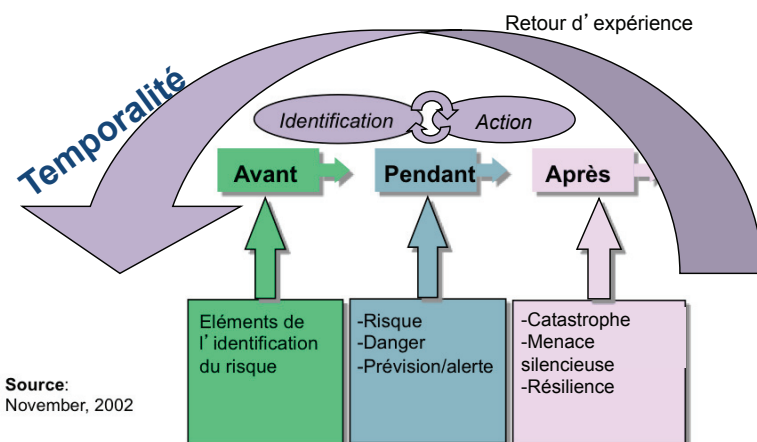 Retour d’ expérience
Temporalité
Identification
Action
Avant
Pendant
Après
Eléments de
l’ identification
du risque
-Risque
-Danger
-Prévision/alerte
-Catastrophe
-Menace
silencieuse
-Résilience
Source:
November, 2002